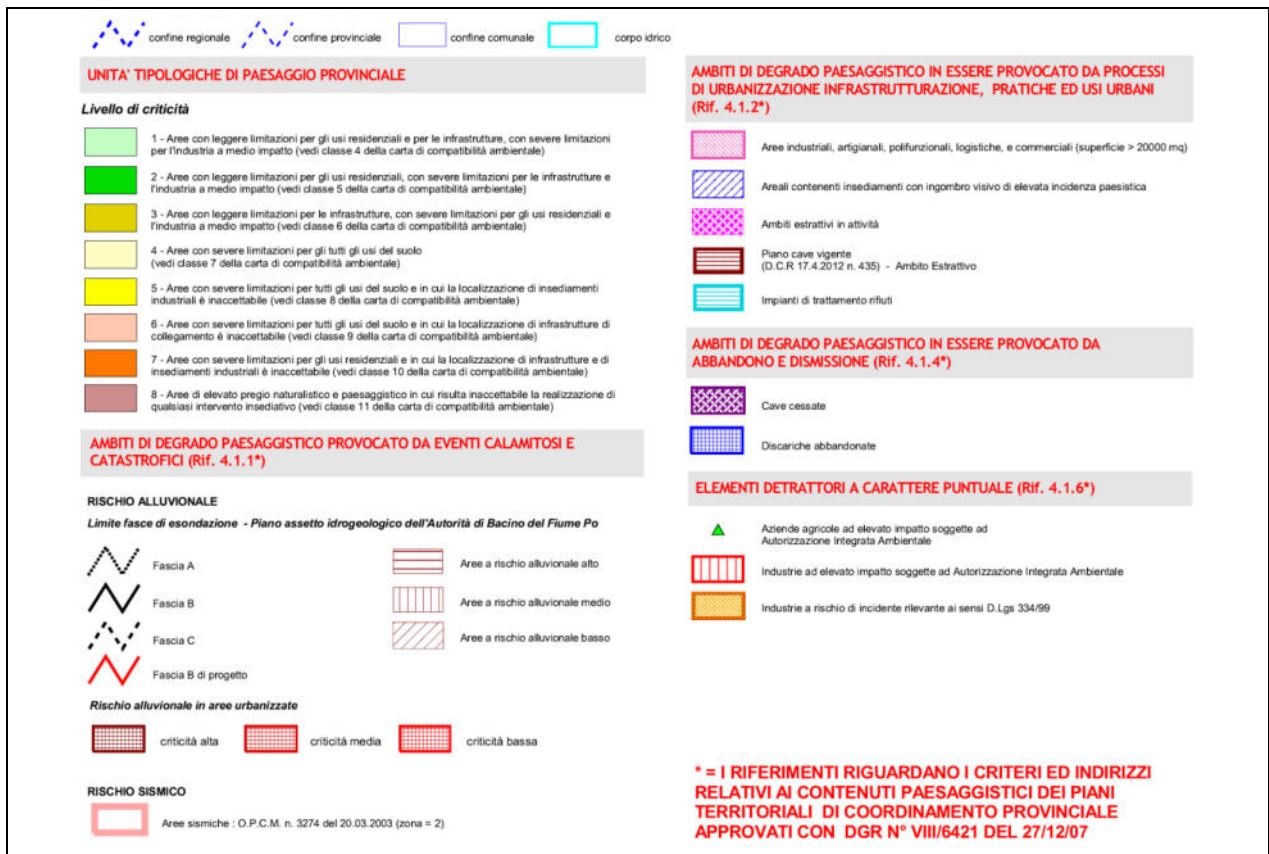 confine regionale confine provinciale confine comunale corpo idrico
UNITA' TIPOLOGICHE DI PAESAGGIO PROVINCIALE
Livello di criticità
1 - Aree con leggere limitazioni per gli usi residenziali e per le infrastrutture, con severe limitazioni
per l'industria a medio impatto (vedi classe 4 della carta di compatibilità ambientale)
2 - Aree con leggere limitazioni per gli usi residenziali, con severe limitazioni per le infrastrutture e
l'industria a medio impatto (vedi classe 5 della carta di compatibilità ambientale)
3 - Aree con leggere limitazioni per le infrastrutture, con severe limitazioni per gli usi residenziali e
l'industria a medio impatto (vedi classe 6 della carta di compatibilità ambientale)
4 - Aree con severe limitazioni per gli tutti gli usi del suolo
(vedi classe 7 della carta di compatibilità ambientale)
5 - Aree con severe limitazioni per tutti gli usi del suolo e in cui la localizzazione di insediamenti
industriali è inaccettabile (vedi classe 8 della carta di compatibilità ambientale)
6 - Aree con severe limitazioni per tutti gli usi del suolo e in cui la localizzazione di infrastrutture di
collegamento è inaccettabile (vedi classe 9 della carta di compatibilità ambientale)
7 - Aree con severe limitazioni per gli usi residenziali e in cui la localizzazione di infrastrutture e di
insediamenti industriali è inaccettabile (vedi classe 10 della carta di compatibilità ambientale)
8 - Aree di elevato pregio naturalistico e paesaggistico in cui risulta inaccettabile la realizzazione di
qualsiasi intervento insediativo (vedi classe 11 della carta di compatibilità ambientale)
AMBITI DI DEGRADO PAESAGGISTICO PROVOCATO DA EVENTI CALAMITOSI E
CATASTROFICI (Rif. 4.1.1*)
RISCHIO ALLUVIONALE
Limite fasce di esondazione - Piano assetto idrogeologico dell'Autorità di Bacino del Fiume Po
Fascia A
Fascia B
Fascia C
Fascia B di progetto
Aree a rischio alluvionale alto
Aree a rischio alluvionale medio
Aree a rischio alluvionale basso
Rischio alluvionale in aree urbanizzate
criticità alta criticità media criticità bassa
RISCHIO SISMICO
Aree sismiche : O.P.C.M. n. 3274 del 20.03.2003 (zona = 2)
AMBITI DI DEGRADO PAESAGGISTICO IN ESSERE PROVOCATO DA PROCESSI
DI URBANIZZAZIONE INFRASTRUTTURAZIONE, PRATICHE ED USI URBANI
(Rif. 4.1.2*)
Aree industriali, artigianali, polifunzionali, logistiche, e commerciali (superficie > 20000 mq)
Areali contenenti insediamenti con ingombro visivo di elevata incidenza paesistica
Ambiti estrattivi in attività
Piano cave vigente
(D.C.R 17.4.2012 n. 435) - Ambito Estrattivo
Impianti di trattamento rifiuti
AMBITI DI DEGRADO PAESAGGISTICO IN ESSERE PROVOCATO DA
ABBANDONO E DISMISSIONE (Rif. 4.1.4*)
Cave cessate
Discariche abbandonate
ELEMENTI DETRATTORI A CARATTERE PUNTUALE (Rif. 4.1.6*)
Aziende agricole ad elevato impatto soggette ad
Autorizzazione Integrata Ambientale
Industrie ad elevato impatto soggette ad Autorizzazione Integrata Ambientale
Industrie a rischio di incidente rilevante ai sensi D.Lgs 334/99
* = I RIFERIMENTI RIGUARDANO I CRITERI ED INDIRIZZI
RELATIVI AI CONTENUTI PAESAGGISTICI DEI PIANI
TERRITORIALI DI COORDINAMENTO PROVINCIALE
APPROVATI CON DGR N° VIII/6421 DEL 27/12/07